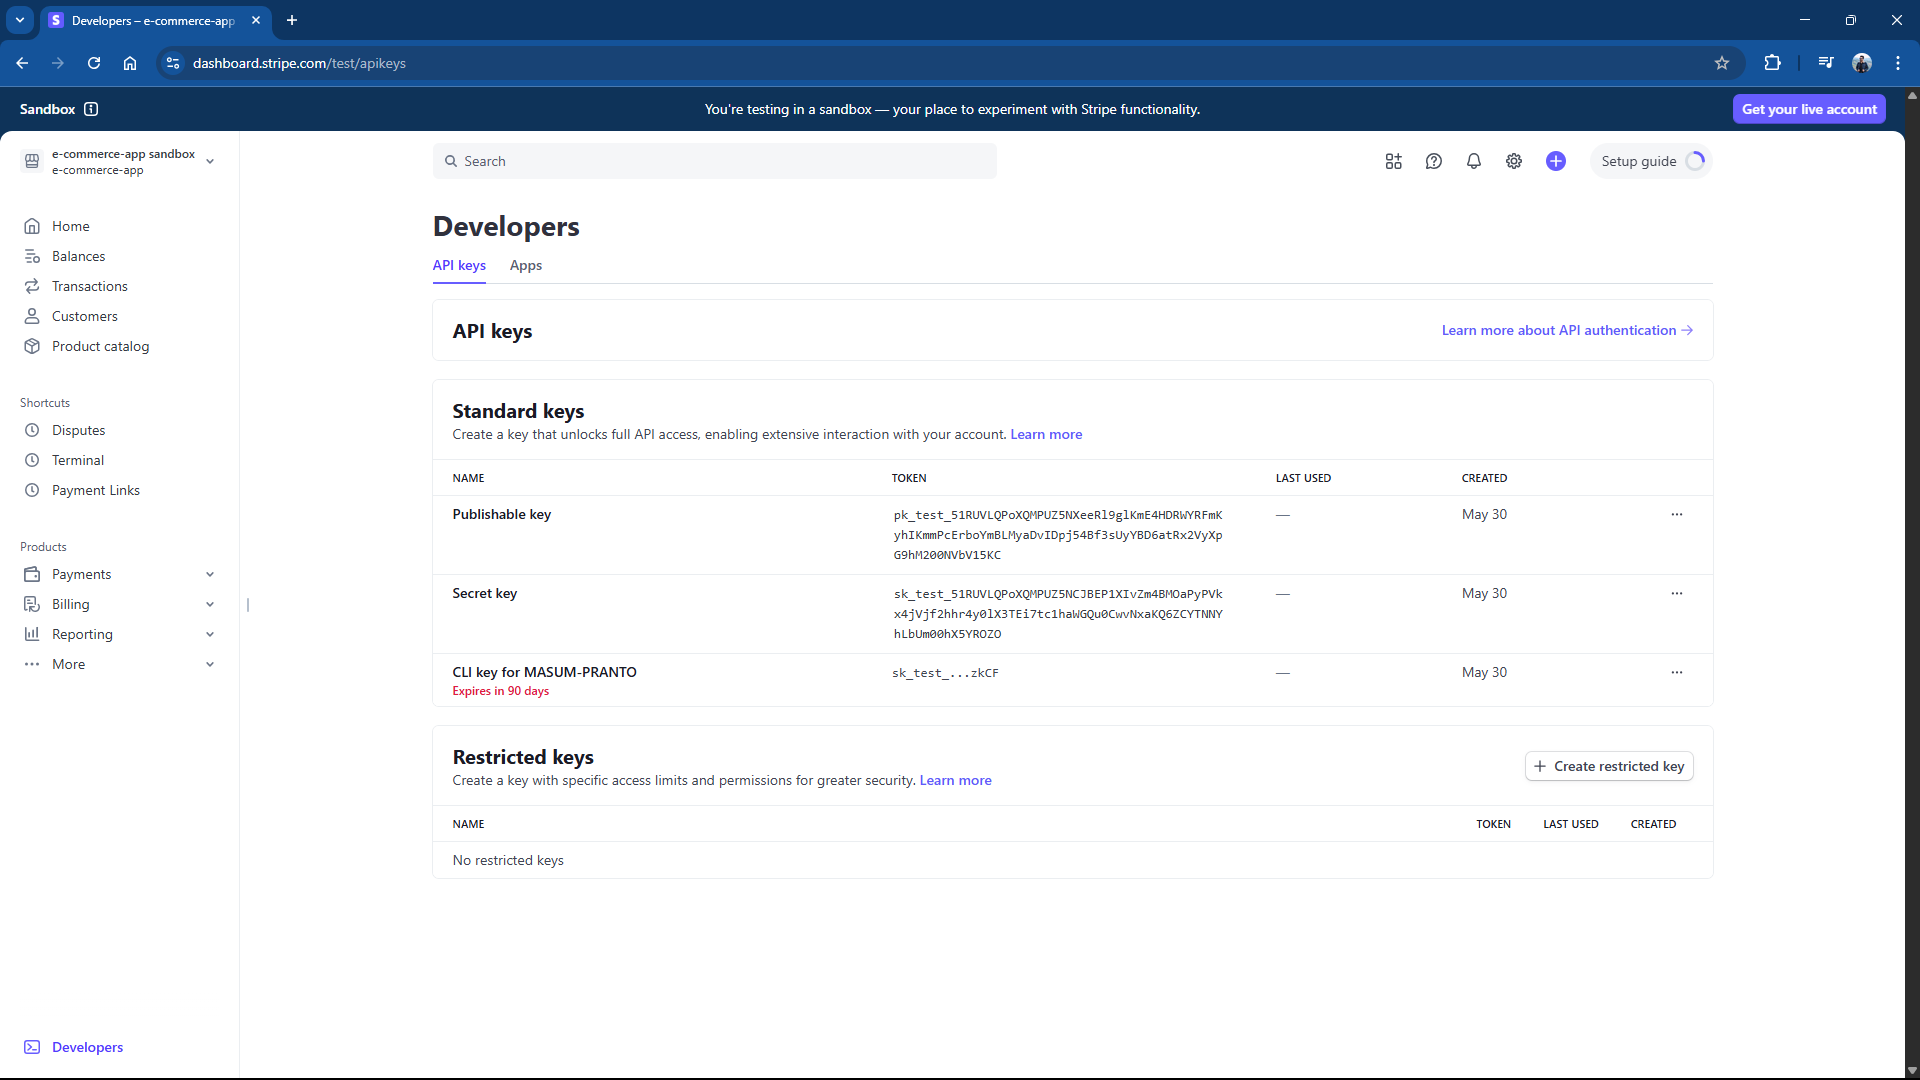 Developers – e-commerce-app
dashboard.stripe.com/test/apikeys
Sandbox
You're testing in a sandbox — your place to experiment with Stripe functionality.
Get your live account
e-commerce-app sandbox
e-commerce-app
Search
Setup guide
Home
Balances
Transactions
Customers
Product catalog
Shortcuts
Disputes
Terminal
Payment Links
Products
Payments
Billing
Reporting
More
Developers
Developers
API keys Apps
API keys
Learn more about API authentication →
Standard keys
Create a key that unlocks full API access, enabling extensive interaction with your account. Learn more
NAME TOKEN LAST USED CREATED
Publishable key pk_test_51RUVLQPoXQMPUZ5NXeeRl9glKmE4HDRWYRFmK — May 30
yhIKmmPcErboYmBLMyaDvIDpj54Bf3sUyYBD6atRx2VyXp
G9hM200NVbV15KC
Secret key sk_test_51RUVLQPoXQMPUZ5NCJBEP1XIvZm4BMOaPyPVk — May 30
x4jVjf2hhr4y0lX3TEi7tc1haWGQu0CwvNxaKQ6ZCYTNNY
hLbUm00hX5YROZO
CLI key for MASUM-PRANTO sk_test_...zkCF — May 30
Expires in 90 days
Restricted keys
Create a key with specific access limits and permissions for greater security. Learn more
+ Create restricted key
NAME TOKEN LAST USED CREATED
No restricted keys